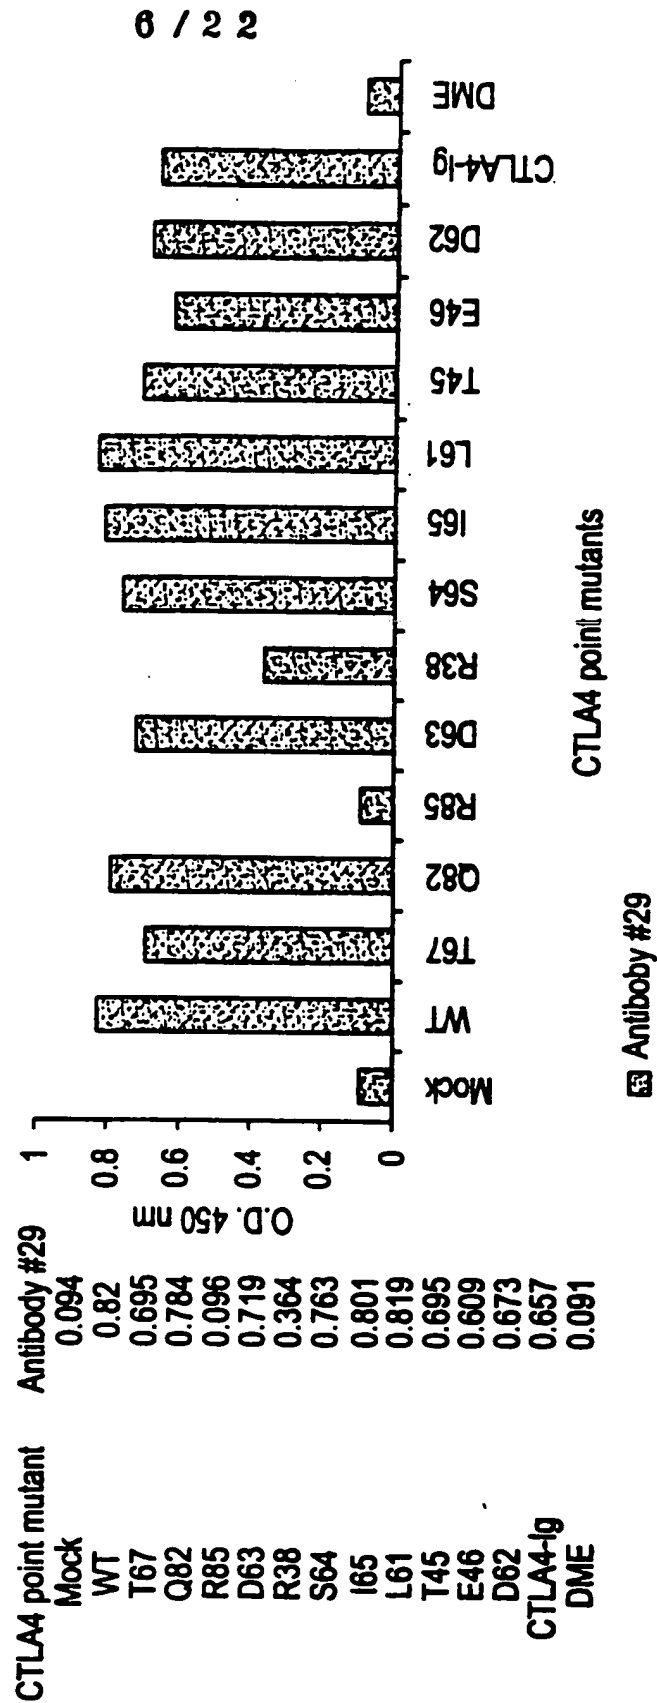 6 / 2 2
CTLA4 point mutant Antibody #29
Mock 0.094
WT 0.82
T67 0.695
Q82 0.784
R85 0.096
D63 0.719
R38 0.364
S64 0.763
I65 0.801
L61 0.819
T45 0.695
E46 0.609
D62 0.673
CTLA4-Ig 0.657
DME 0.091
O.D. 450 nm
1
0.8
0.6
0.4
0.2
0
Mock
WT
T67
Q82
R85
D63
R38
S64
I65
L61
T45
E46
D62
CTLA4-Ig
DME
CTLA4 point mutants
Antiboby #29